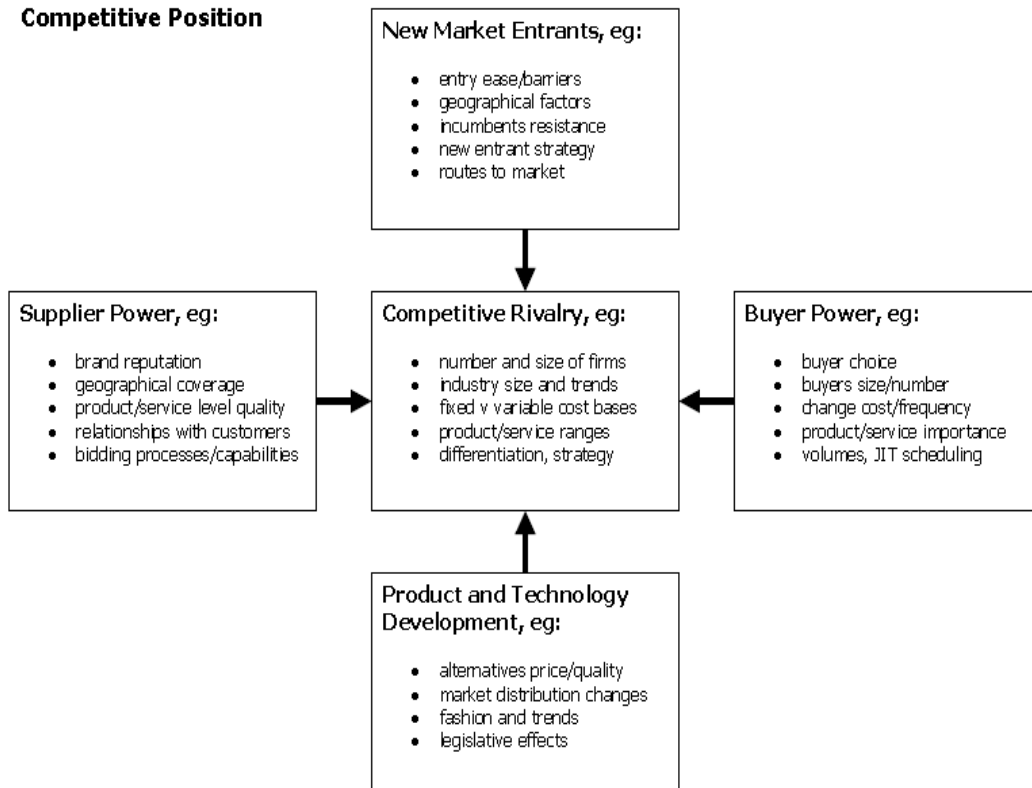 Competitive Position
New Market Entrants, eg:
• entry ease/barriers
• geographical factors
• incumbents resistance
• new entrant strategy
• routes to market
Supplier Power, eg:
• brand reputation
• geographical coverage
• product/service level quality
• relationships with customers
• bidding processes/capabilities
Competitive Rivalry, eg:
• number and size of firms
• industry size and trends
• fixed v variable cost bases
• product/service ranges
• differentiation, strategy
Buyer Power, eg:
• buyer choice
• buyers size/number
• change cost/frequency
• product/service importance
• volumes, JIT scheduling
Product and Technology
Development, eg:
• alternatives price/quality
• market distribution changes
• fashion and trends
• legislative effects